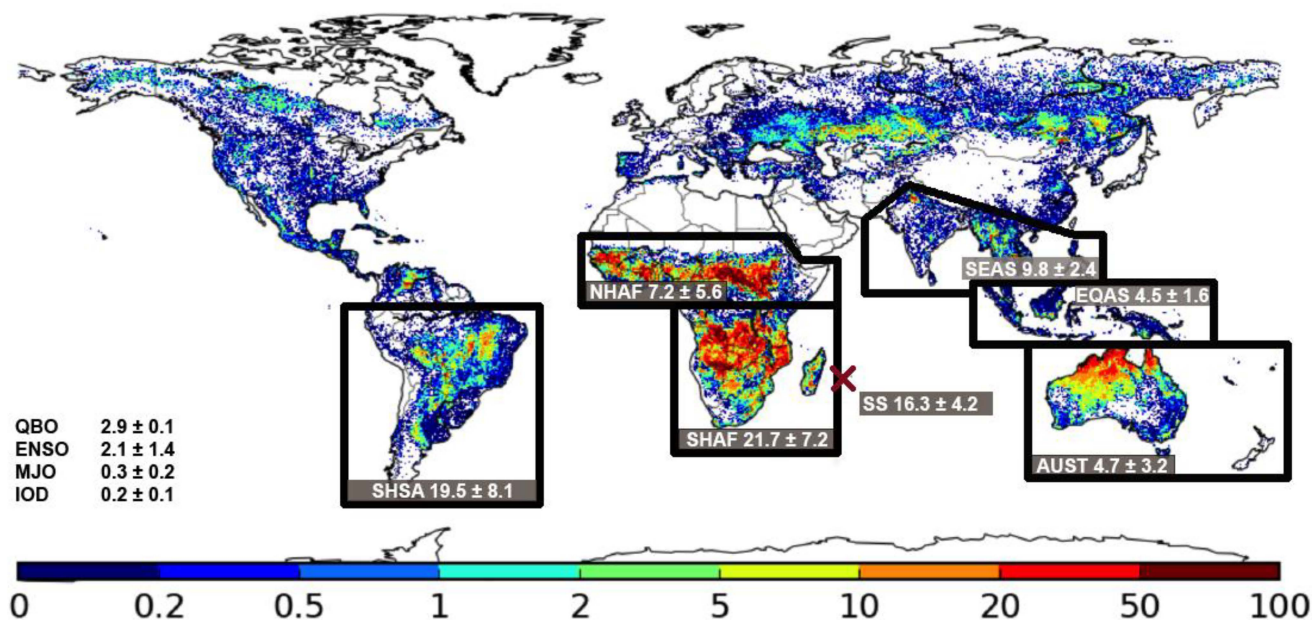 SEAS 9.8 ± 2.4
NHAF 7.2 ± 5.6
EQAS 4.5 ± 1.6
SS 16.3 ± 4.2
QBO 2.9 ± 0.1
ENSO 2.1 ± 1.4
MJO 0.3 ± 0.2
IOD 0.2 ± 0.1
SHAF 21.7 ± 7.2
AUST 4.7 ± 3.2
SHSA 19.5 ± 8.1
0 0.2 0.5 1 2 5 10 20 50 100